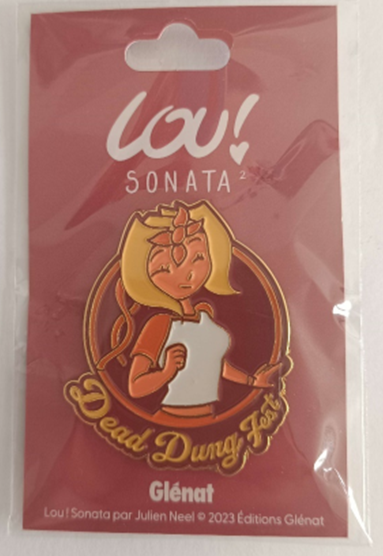 Lou!
SONATA 2
Dead Dung Fest
Glénat
Lou! Sonata par Julien Neel © 2023 Éditions Glénat